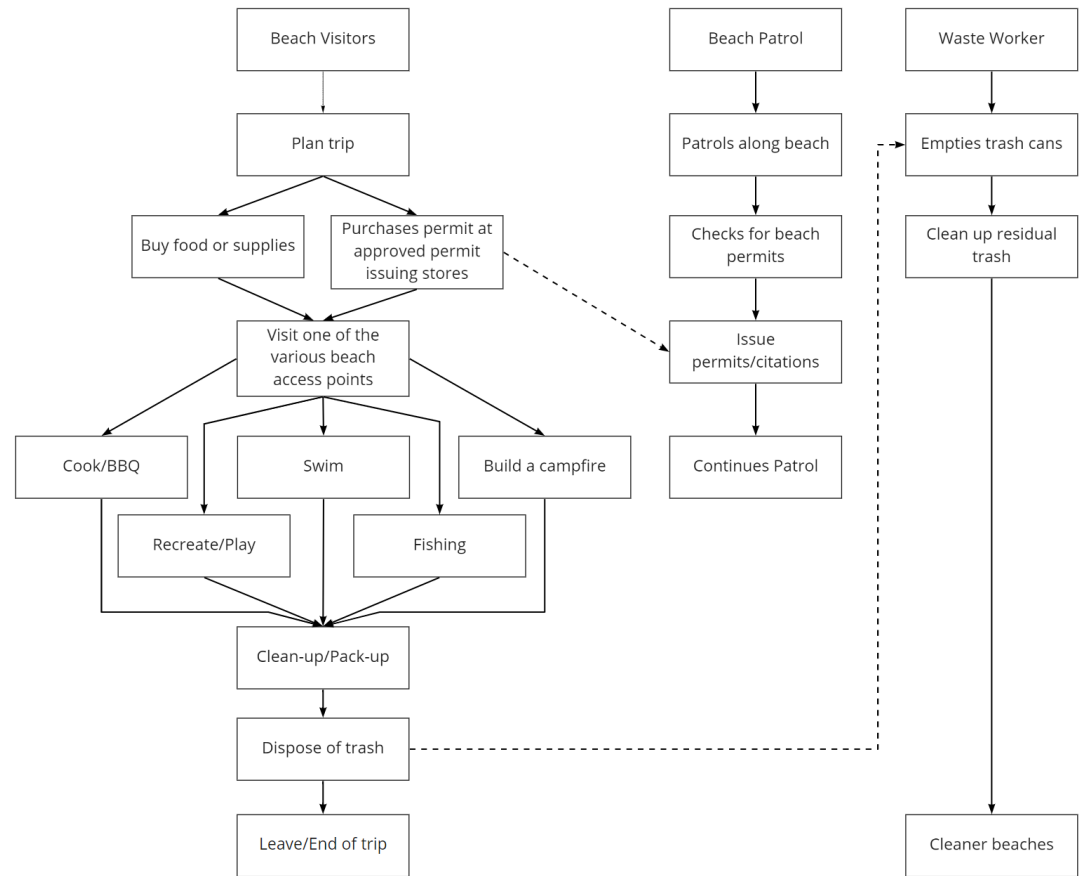 Beach Visitors
Beach Patrol
Waste Worker
Plan trip
Patrols along beach
Empties trash cans
Buy food or supplies
Purchases permit at
approved permit
issuing stores
Checks for beach
permits
Clean up residual
trash
Visit one of the
various beach
access points
Issue
permits/citations
Cook/BBQ
Swim
Build a campfire
Continues Patrol
Recreate/Play
Fishing
Clean-up/Pack-up
Dispose of trash
Leave/End of trip
Cleaner beaches